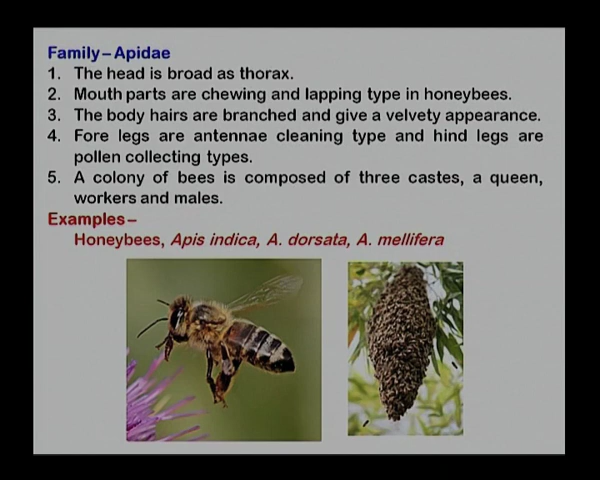 Family–Apidae
1. The head is broad as thorax.
2. Mouth parts are chewing and lapping type in honeybees.
3. The body hairs are branched and give a velvety appearance.
4. Fore legs are antennae cleaning type and hind legs are
pollen collecting types.
5. A colony of bees is composed of three castes, a queen,
workers and males.
Examples–
Honeybees, Apis indica, A. dorsata, A. mellifera